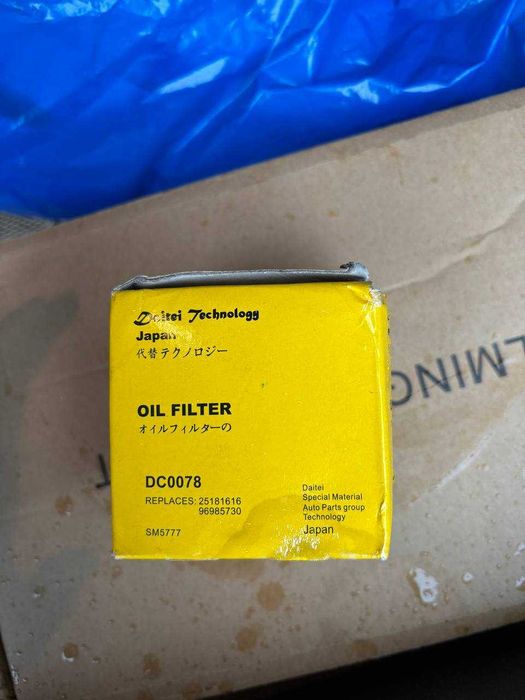 Daitei Technology
Japan
代替テクノロジー
OIL FILTER
オイルフィルターの
DC0078
REPLACES: 25181616
96985730
SM5777
Daitei
Special Material
Auto Parts group
Technology
Japan